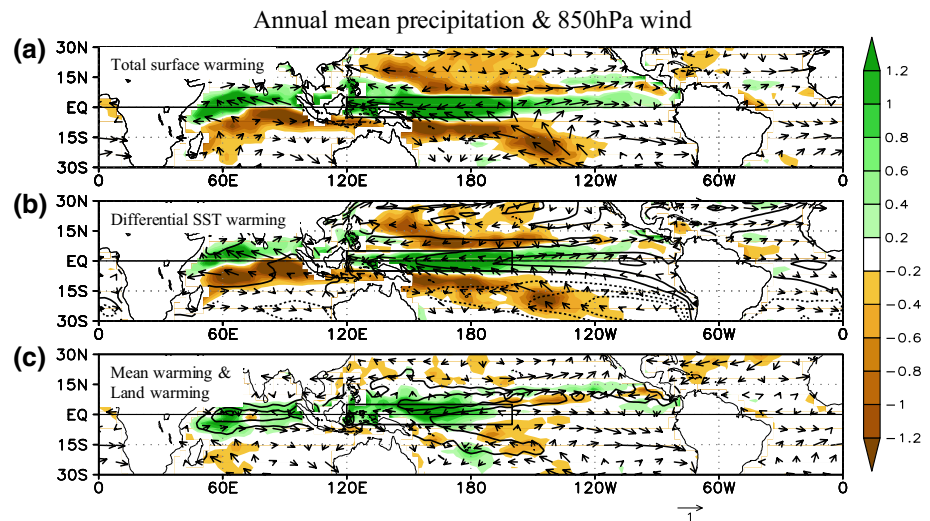 Annual mean precipitation & 850hPa wind
(a)
30N
15N
EQ
15S
30S
Total surface warming
0
60E
120E
180
120W
60W
0
(b)
30N
15N
EQ
15S
30S
Differential SST warming
0
60E
120E
180
120W
60W
0
(c)
30N
15N
EQ
15S
30S
Mean warming &
Land warming
0
60E
120E
180
120W
60W
0
1
1.2
1
0.8
0.6
0.4
0.2
−0.2
−0.4
−0.6
−0.8
−1
−1.2